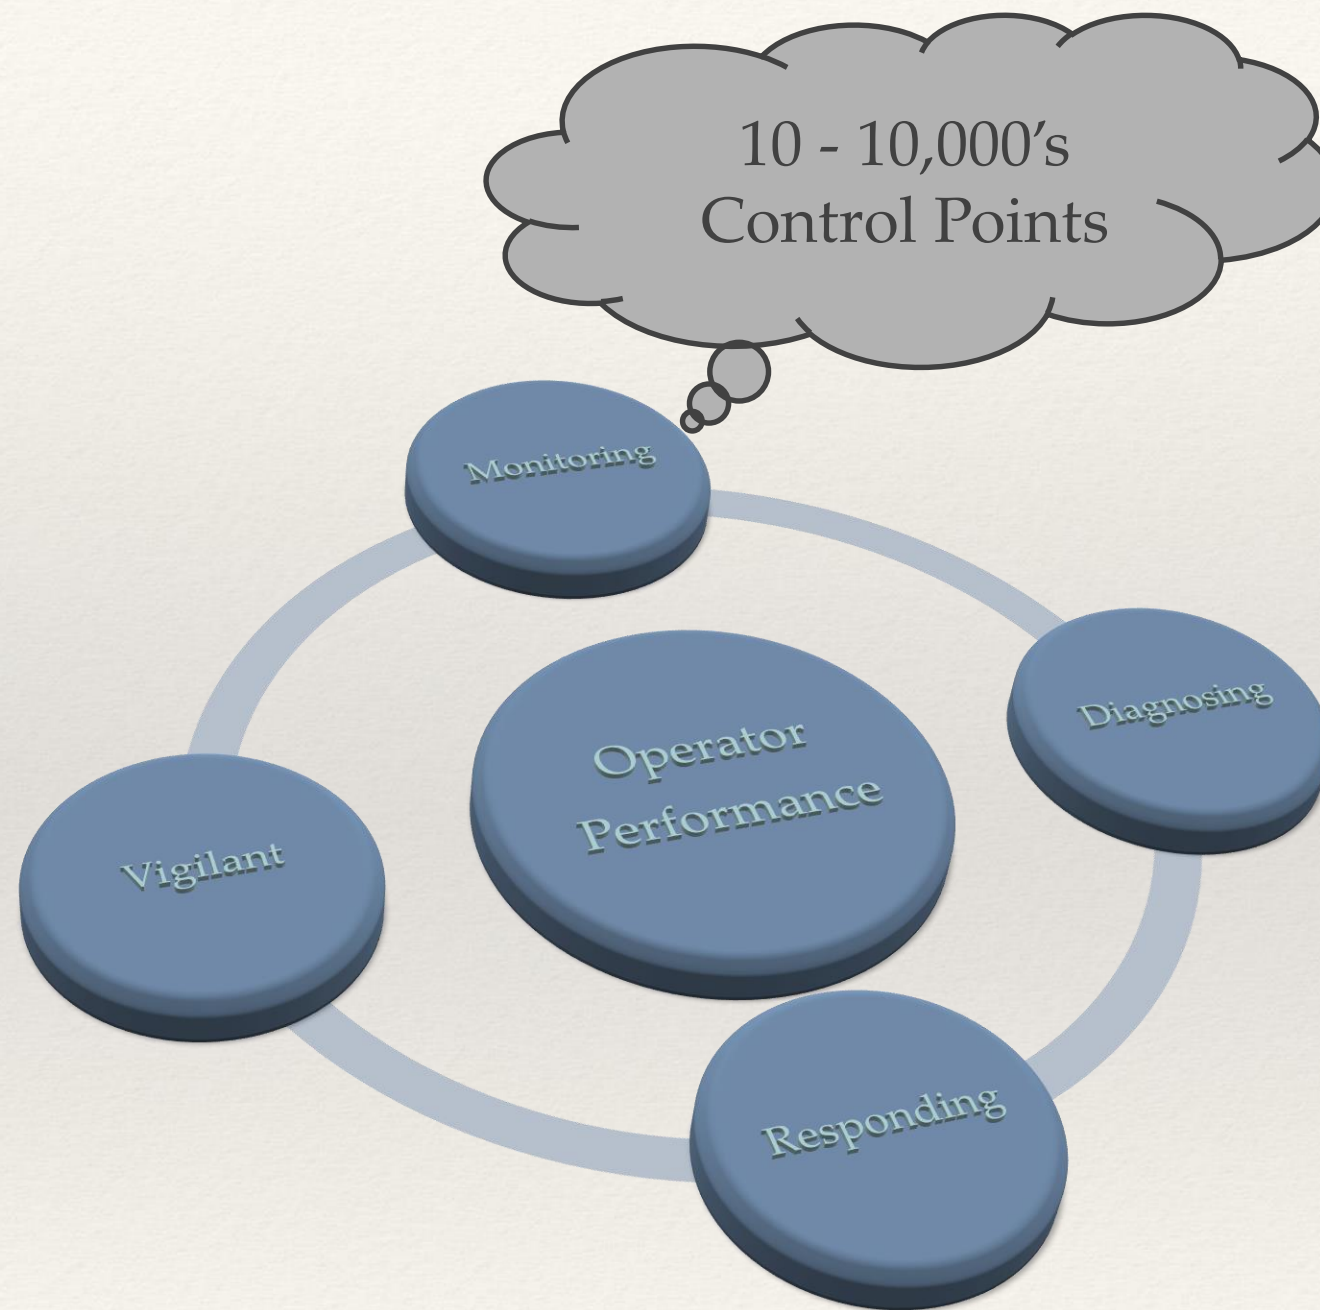 10 - 10,000’s
Control Points
Monitoring
Diagnosing
Operator
Performance
Vigilant
Responding